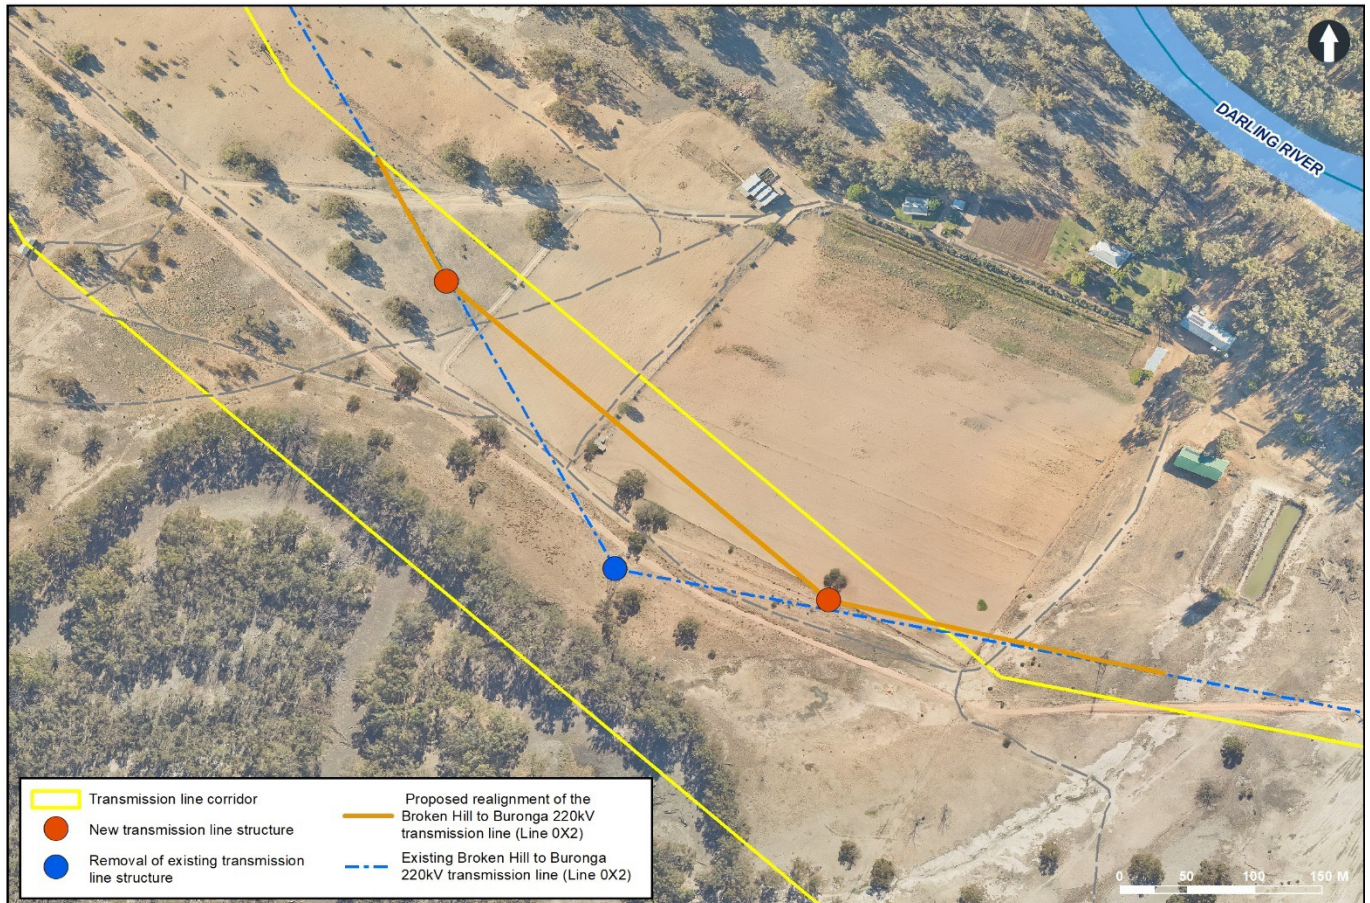 DARLING RIVER
Transmission line corridor
New transmission line structure
Removal of existing transmission
line structure
Proposed realignment of the
Broken Hill to Buronga 220kV
transmission line (Line 0X2)
Existing Broken Hill to Buronga
220kV transmission line (Line 0X2)
0 50 100 150 M